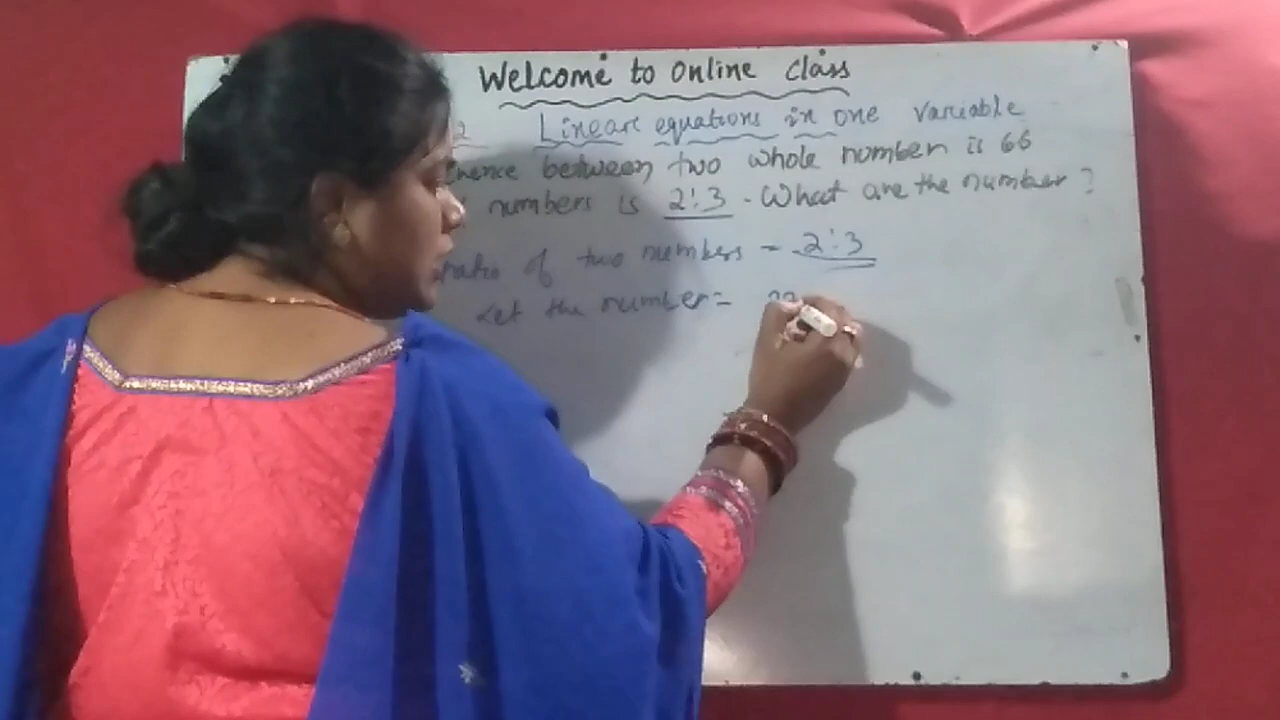 Welcome to Online Class
2 Linear equations in one variable
between two whole number is 66
numbers is 2:3. What are the number?
ratio of two numbers = 2:3
Let the number =